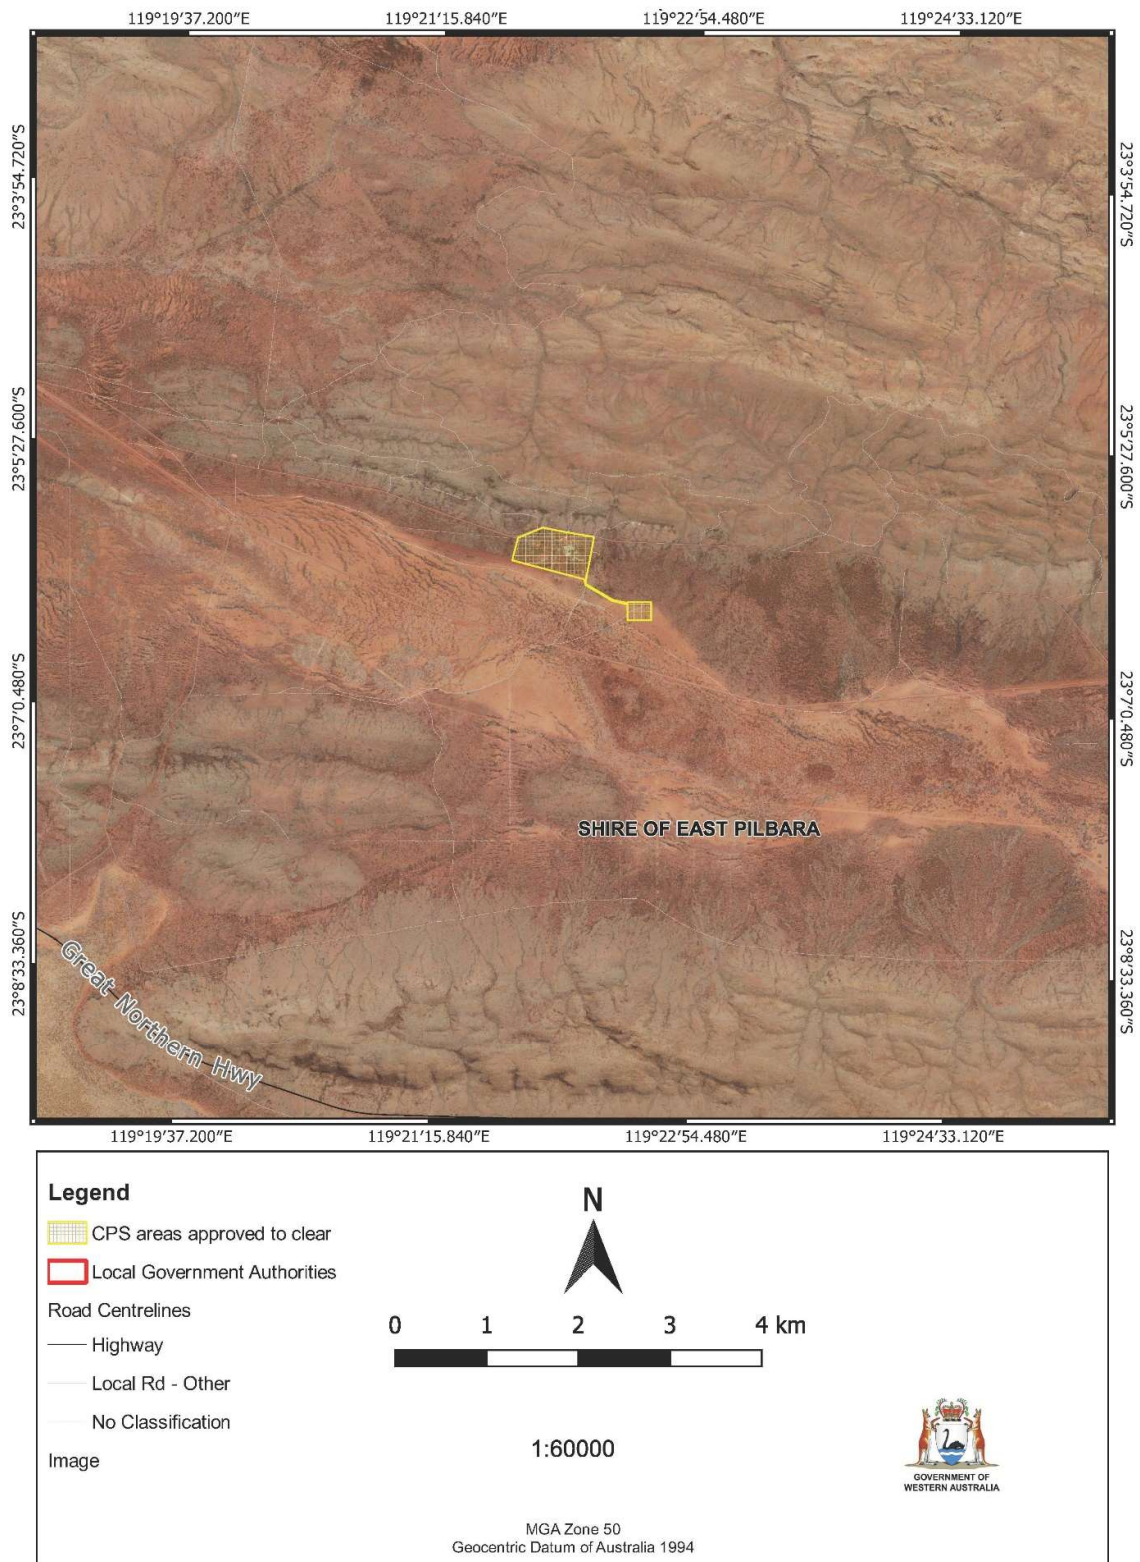 119°19'37.200"E
119°21'15.840"E
119°22'54.480"E
119°24'33.120"E
23°3'54.720"S
23°3'54.720"S
23°5'27.600"S
23°5'27.600"S
23°7'0.480"S
23°7'0.480"S
SHIRE OF EAST PILBARA
23°8'33.360"S
23°8'33.360"S
Great Northern Hwy
119°19'37.200"E
119°21'15.840"E
119°22'54.480"E
119°24'33.120"E
Legend
CPS areas approved to clear
Local Government Authorities
Road Centrelines
Highway
Local Rd - Other
No Classification
Image
N
0 1 2 3 4 km
1:60000
MGA Zone 50
Geocentric Datum of Australia 1994
GOVERNMENT OF
WESTERN AUSTRALIA